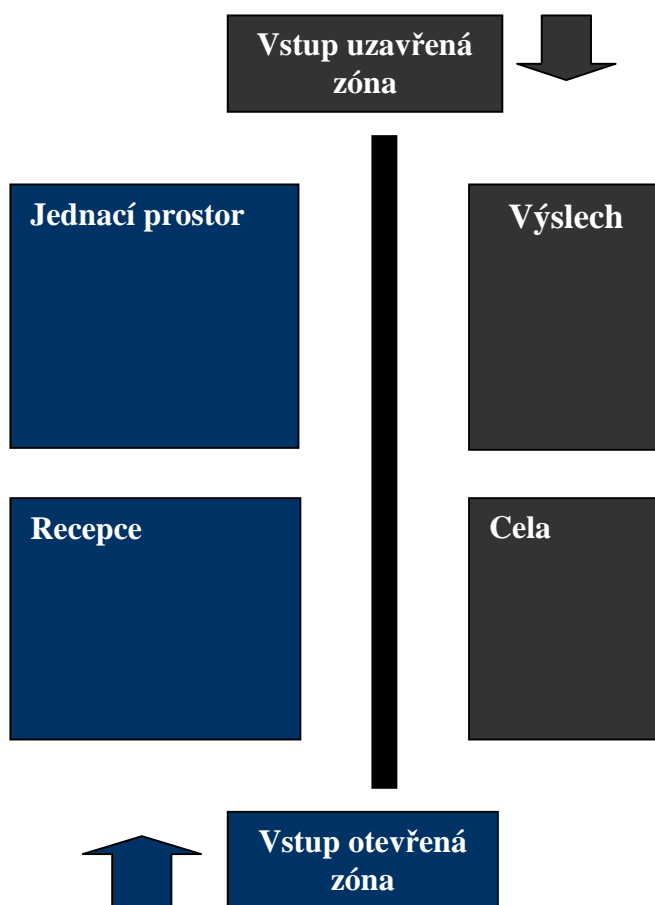 Vstup uzavřená
zóna
Jednací prostor
Výslech
Recepce
Cela
Vstup otevřená
zóna